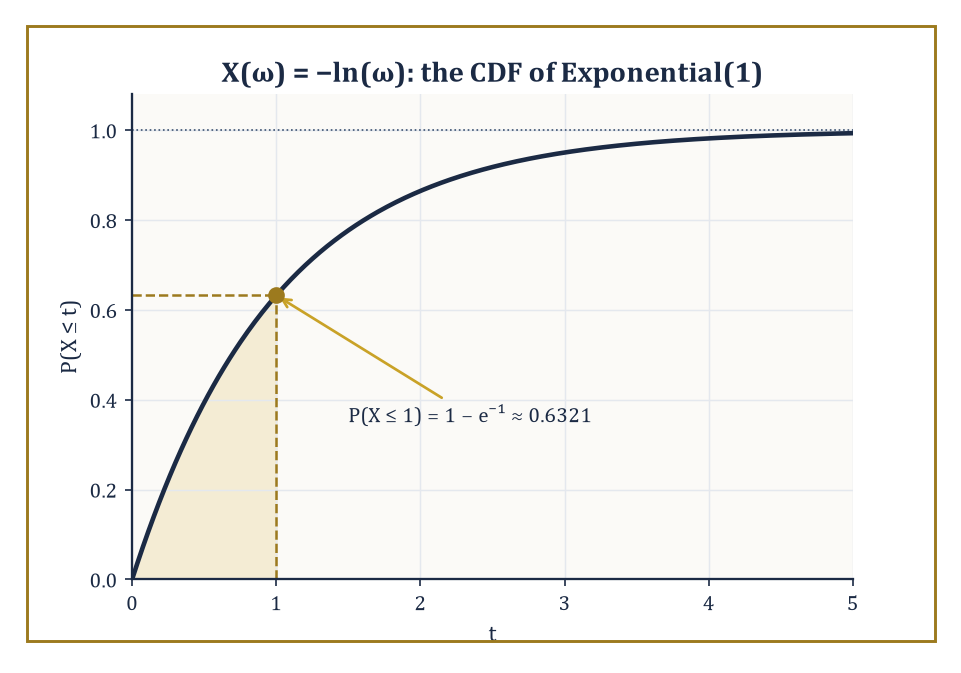 X(ω) = −ln(ω): the CDF of Exponential(1)
P(X ≤ t)
1.0
0.8
0.6
0.4
0.2
0.0
P(X ≤ 1) = 1 − e⁻¹ ≈ 0.6321
0 1 2 3 4 5
t